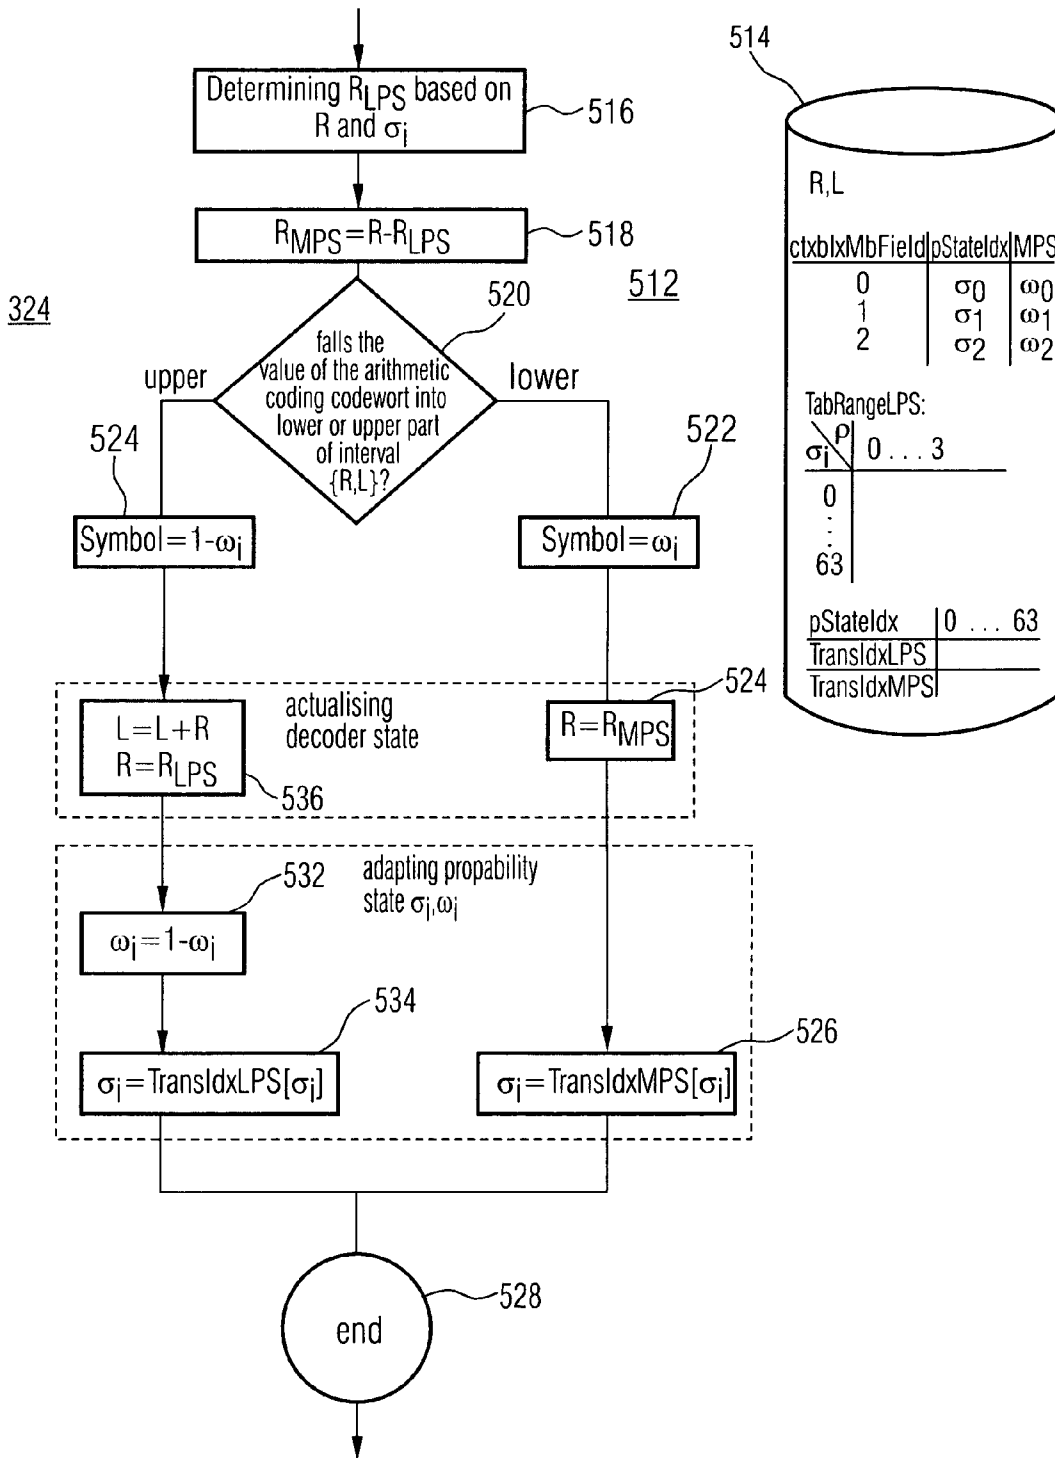 514
Determining R_LPS based on
R and σi
516
R,L
R_MPS=R-R_LPS
518
ctxbIxMbField pStateIdx MPS
0 σ0 ω0
1 σ1 ω1
2 σ2 ω2
520
512
324
falls the
value of the arithmetic
coding codewort into
lower or upper part
of interval
{R,L}?
upper
lower
TabRangeLPS:
σi ρ 0 ... 3
0
.
.
.
63
524
522
Symbol=1-ωi
Symbol=ωi
pStateIdx 0 ... 63
TransIdxLPS
TransIdxMPS
L=L+R
R=R_LPS
actualising
decoder state
524
R=R_MPS
536
532
adapting propability
state σi,ωi
ωi=1-ωi
534
526
σi=TransIdxLPS[σi]
σi=TransIdxMPS[σi]
528
end